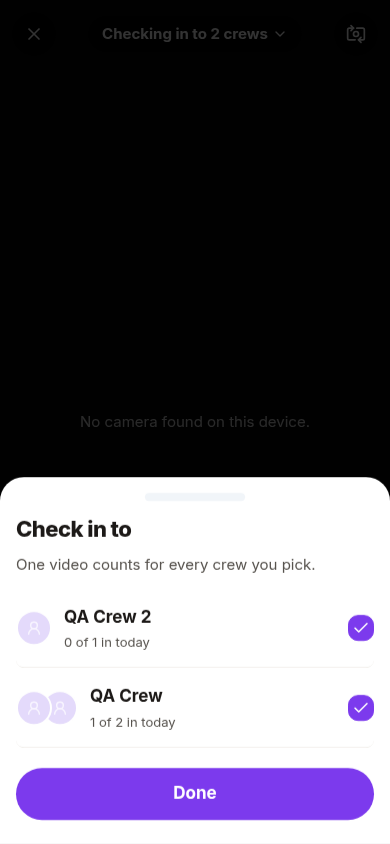 Checking in to 2 crews
No camera found on this device.
Check in to
One video counts for every crew you pick.
QA Crew 2
0 of 1 in today
QA Crew
1 of 2 in today
Done